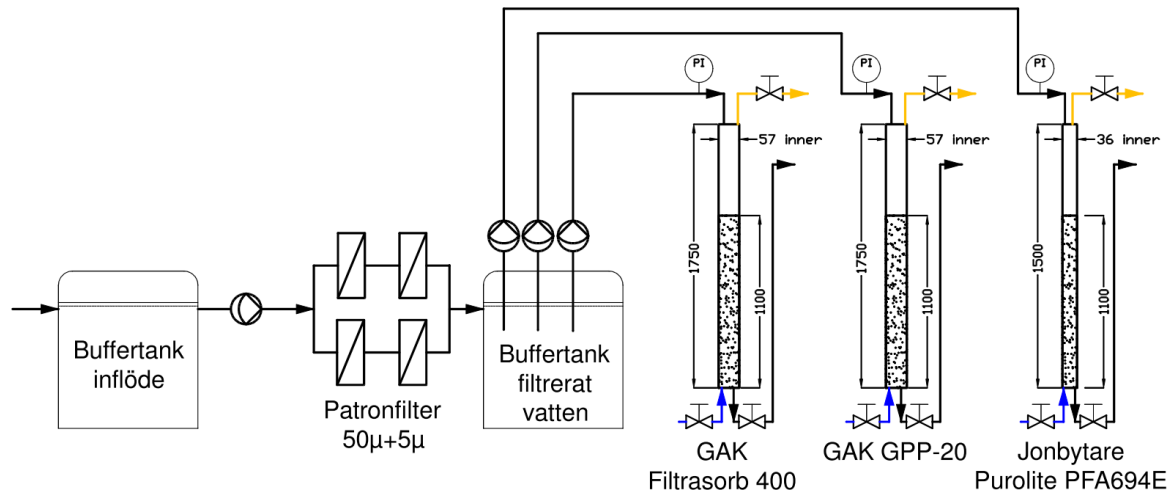 PI
PI
PI
57 inner
57 inner
36 inner
1750
1100
1750
1100
1500
1100
Buffertank
inflöde
Patronfilter
50µ+5µ
Buffertank
filtrerat
vatten
GAK
Filtrasorb 400
GAK GPP-20
Jonbytare
Purolite PFA694E